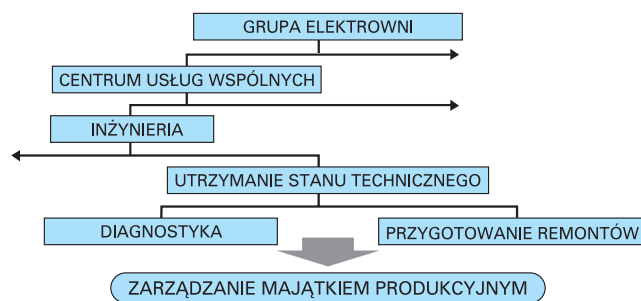 GRUPA ELEKTROWNI
CENTRUM USŁUG WSPÓLNYCH
INŻYNIERIA
UTRZYMANIE STANU TECHNICZNEGO
DIAGNOSTYKA
PRZYGOTOWANIE REMONTÓW
ZARZĄDZANIE MAJĄTKIEM PRODUKCYJNYM